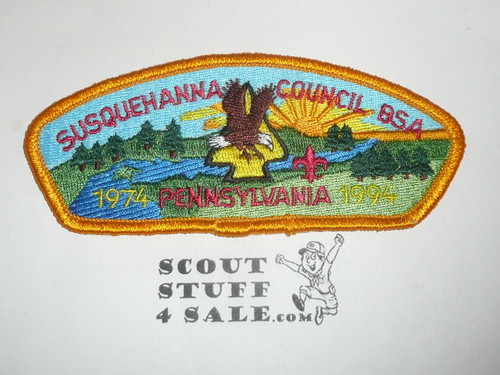 SUSQUEHANNA COUNCIL BSA
1974 PENNSYLVANIA 1994
SCOUT
STUFF
4 SALE.COM